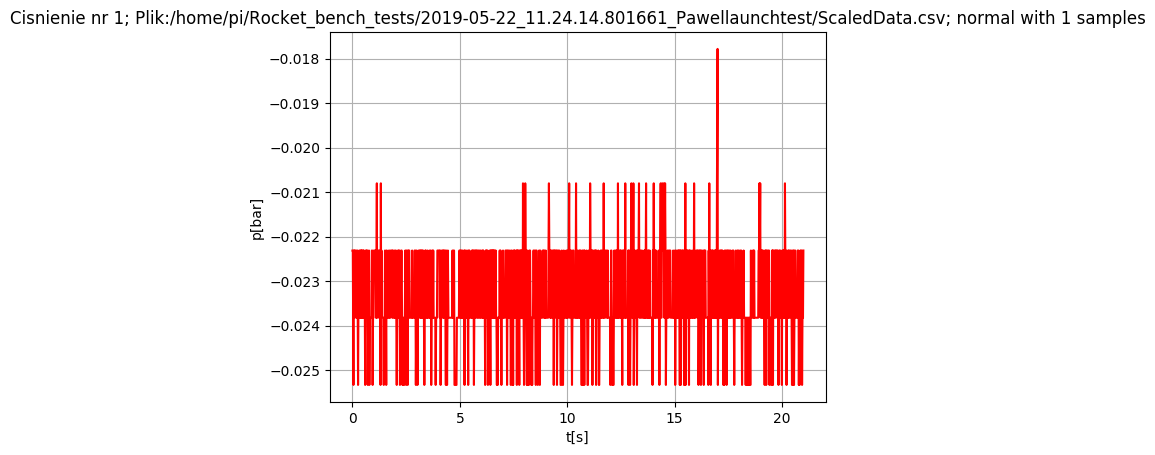 Cisnienie nr 1; Plik:/home/pi/Rocket_bench_tests/2019-05-22_11.24.14.801661_Pawellaunchtest/ScaledData.csv; normal with 1 samples
−0.018
−0.019
−0.020
−0.021
−0.022
−0.023
−0.024
−0.025
p[bar]
0 5 10 15 20
t[s]